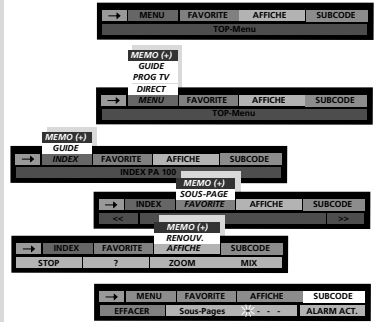 → MENU FAVORITE AFFICHE SUBCODE
TOP-Menu
MEMO (+)
GUIDE
PROG TV
DIRECT
→ MENU FAVORITE AFFICHE SUBCODE
TOP-Menu
MEMO (+)
GUIDE
→ INDEX FAVORITE AFFICHE SUBCODE
INDEX PA 100
MEMO (+)
SOUS-PAGE
→ INDEX FAVORITE AFFICHE SUBCODE
<< >>
MEMO (+)
RENOUV.
→ INDEX FAVORITE AFFICHE SUBCODE
STOP ? ZOOM MIX
→ MENU FAVORITE AFFICHE SUBCODE
EFFACER Sous-Pages - - - ALARM ACT.